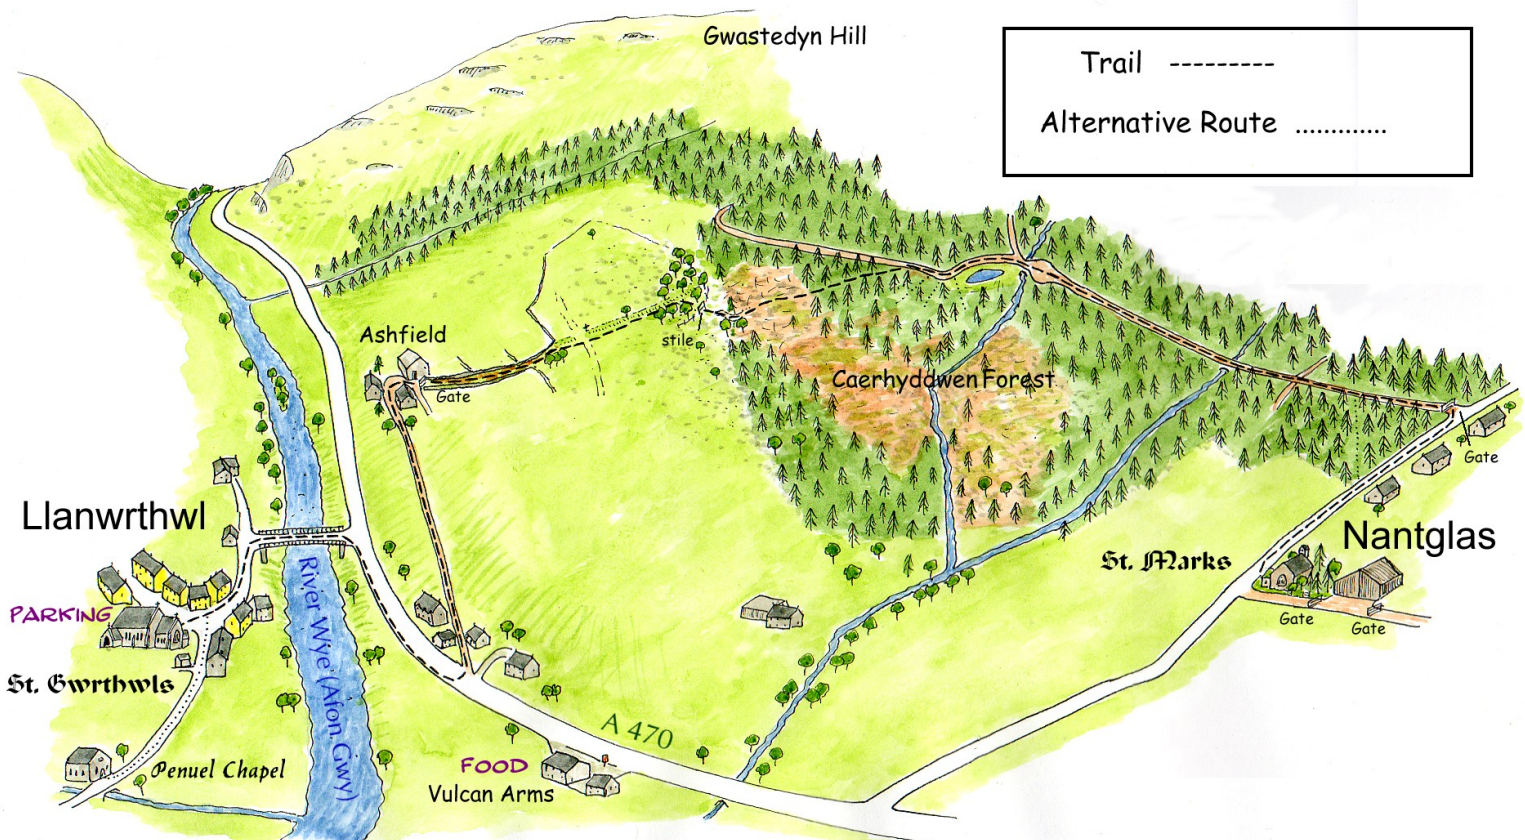 Gwastedyn Hill
Trail ---------
Alternative Route .............
Ashfield
Gate
stile
Caerhyddwen Forest
Gate
Llanwrthwl
Nantglas
St. Marks
PARKING
Gate
Gate
St. Gwrthwls
River Wye (Afon Gwy)
A 470
Penuel Chapel
FOOD
Vulcan Arms